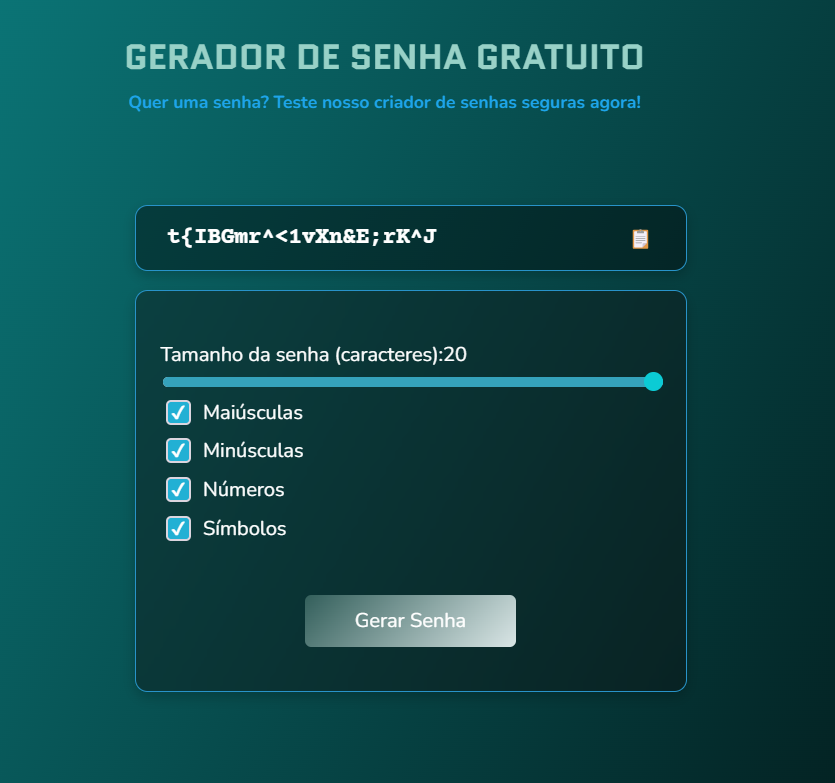 GERADOR DE SENHA GRATUITO
Quer uma senha? Teste nosso criador de senhas seguras agora!
t{IBGmr^<1vXn&E;rK^J
Tamanho da senha (caracteres):20
Maiúsculas
Minúsculas
Números
Símbolos
Gerar Senha